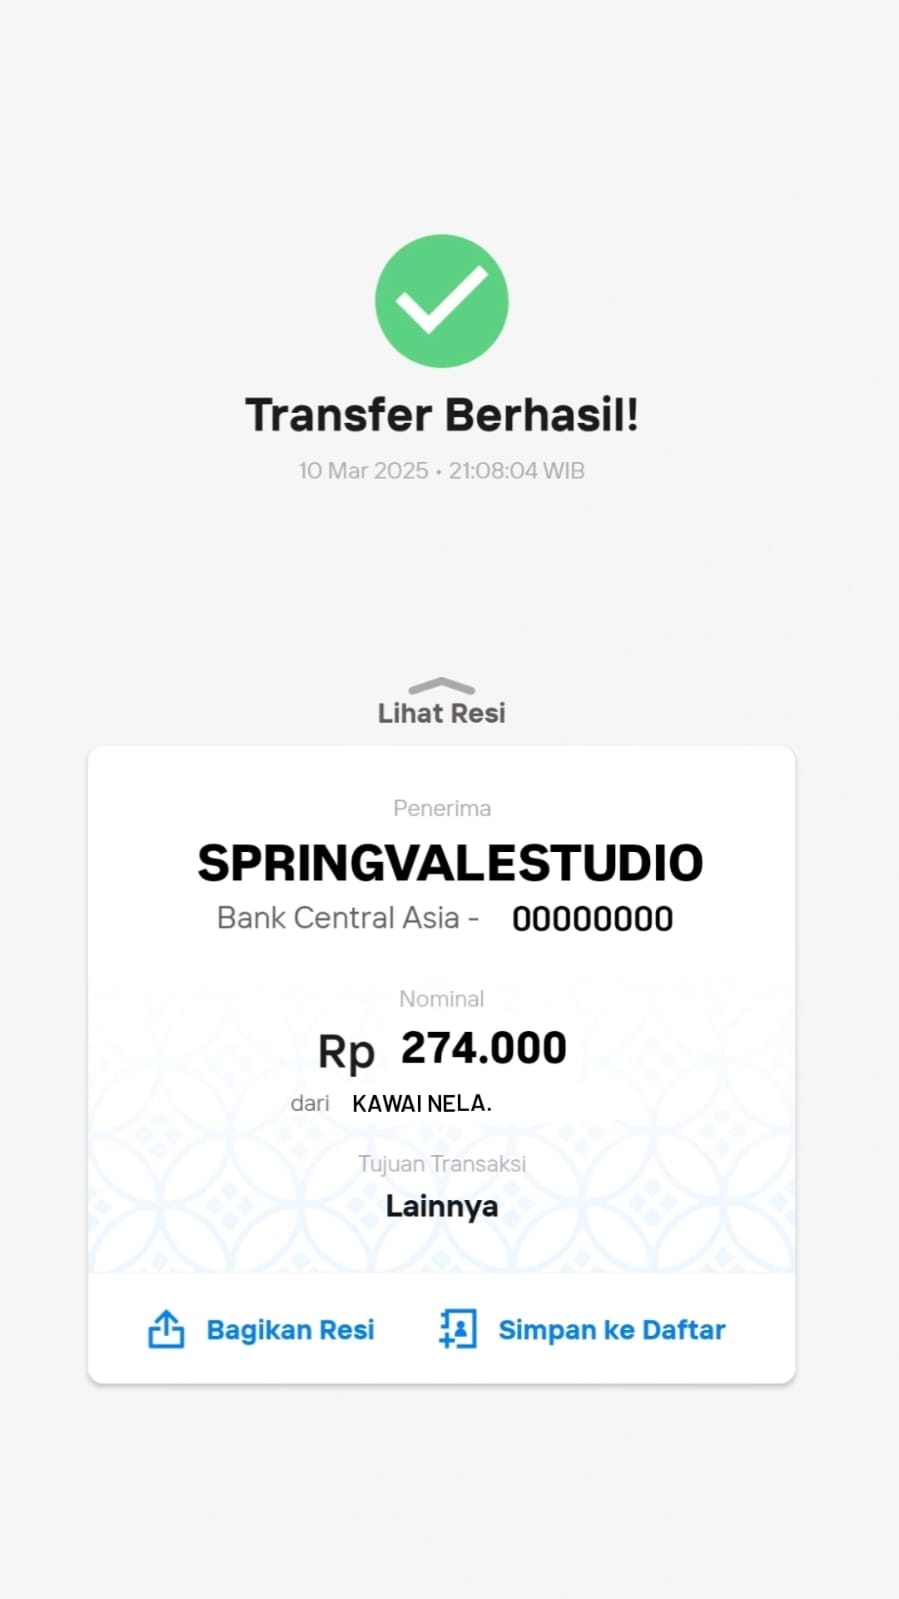 Transfer Berhasil!
10 Mar 2025 • 21:08:04 WIB
Lihat Resi
Penerima
SPRINGVALESTUDIO
Bank Central Asia - 00000000
Nominal
Rp 274.000
dari KAWAI NELA.
Tujuan Transaksi
Lainnya
Bagikan Resi Simpan ke Daftar